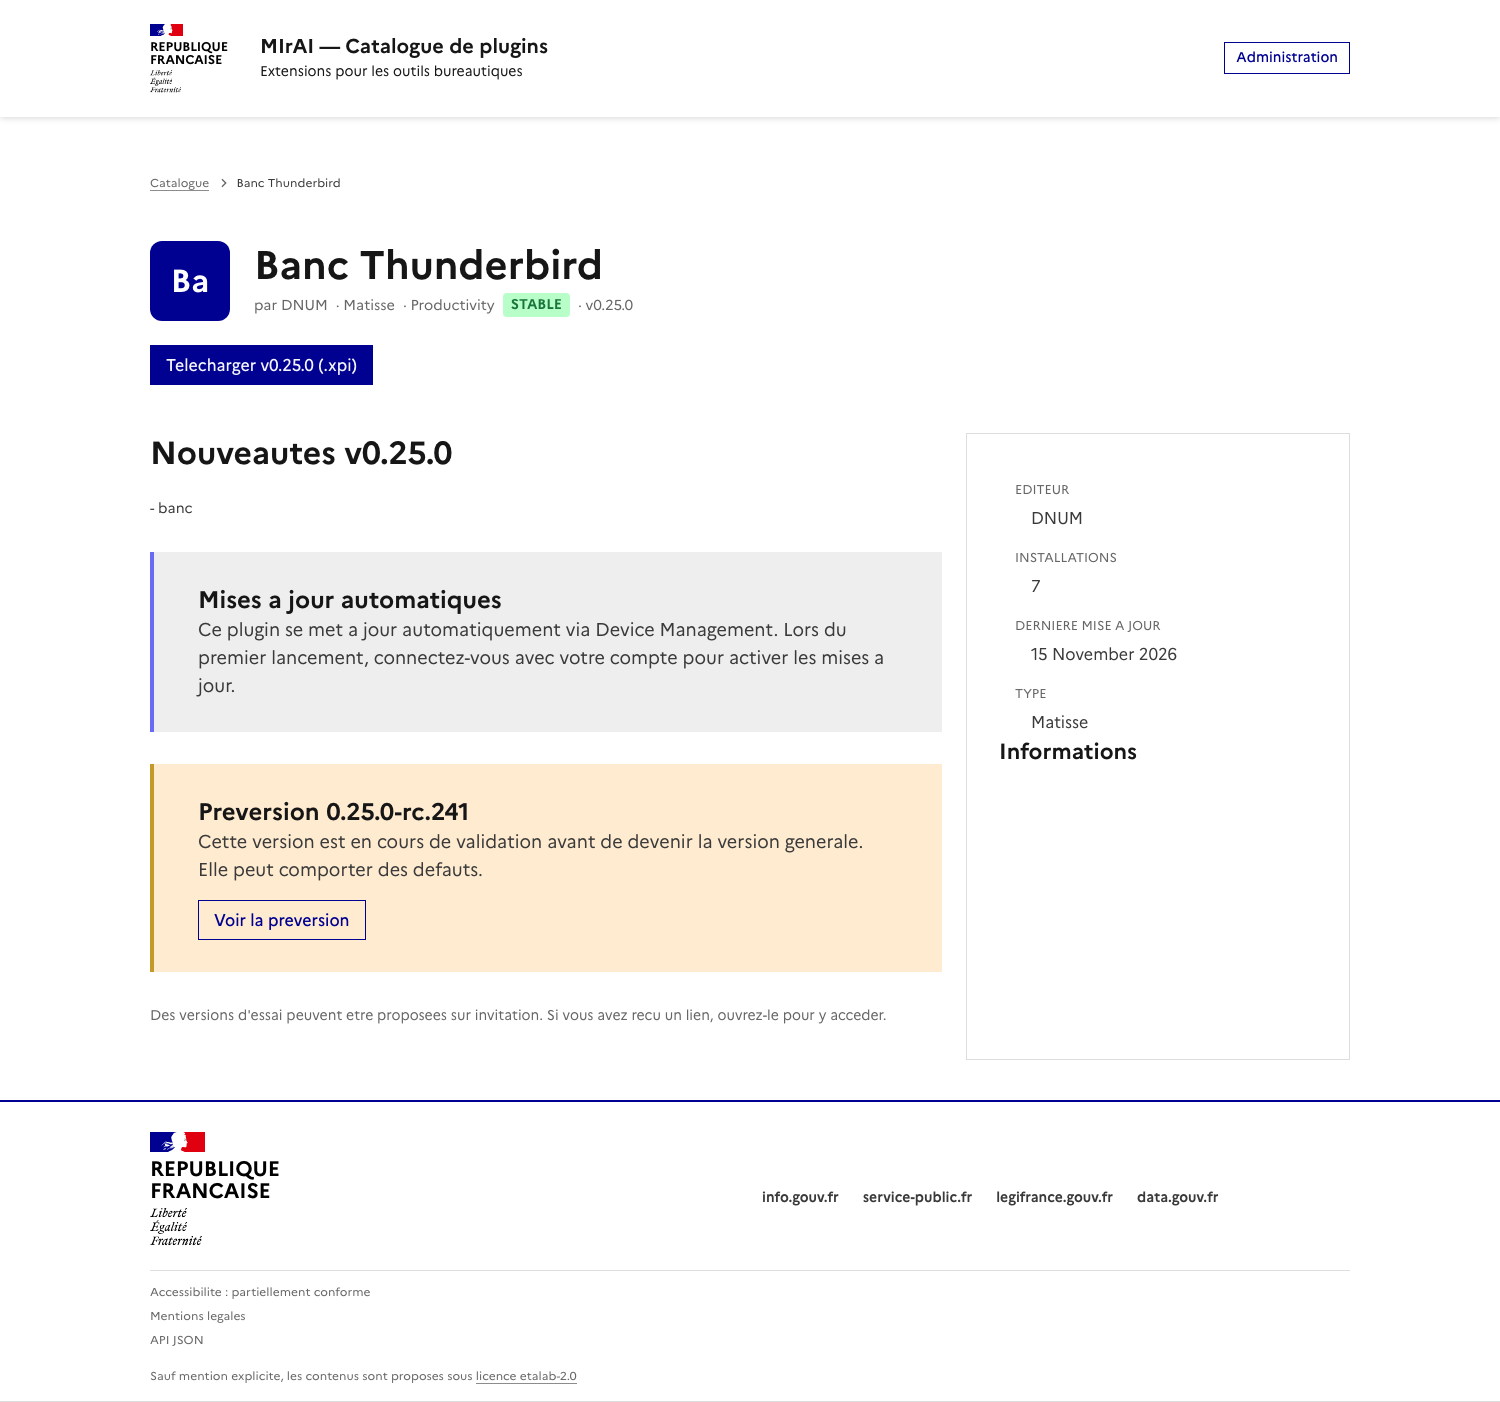 REPUBLIQUE
FRANCAISE
Liberté
Égalité
Fraternité
MIrAI — Catalogue de plugins
Extensions pour les outils bureautiques
Administration
Catalogue > Banc Thunderbird
Ba
Banc Thunderbird
par DNUM · Matisse · Productivity STABLE · v0.25.0
Telecharger v0.25.0 (.xpi)
Nouveautes v0.25.0
- banc
Mises a jour automatiques
Ce plugin se met a jour automatiquement via Device Management. Lors du
premier lancement, connectez-vous avec votre compte pour activer les mises a
jour.
Preversion 0.25.0-rc.241
Cette version est en cours de validation avant de devenir la version generale.
Elle peut comporter des defauts.
Voir la preversion
Des versions d'essai peuvent etre proposees sur invitation. Si vous avez recu un lien, ouvrez-le pour y acceder.
EDITEUR
DNUM
INSTALLATIONS
7
DERNIERE MISE A JOUR
15 November 2026
TYPE
Matisse
Informations
REPUBLIQUE
FRANCAISE
Liberté
Égalité
Fraternité
info.gouv.fr service-public.fr legifrance.gouv.fr data.gouv.fr
Accessibilite : partiellement conforme
Mentions legales
API JSON
Sauf mention explicite, les contenus sont proposes sous licence etalab-2.0